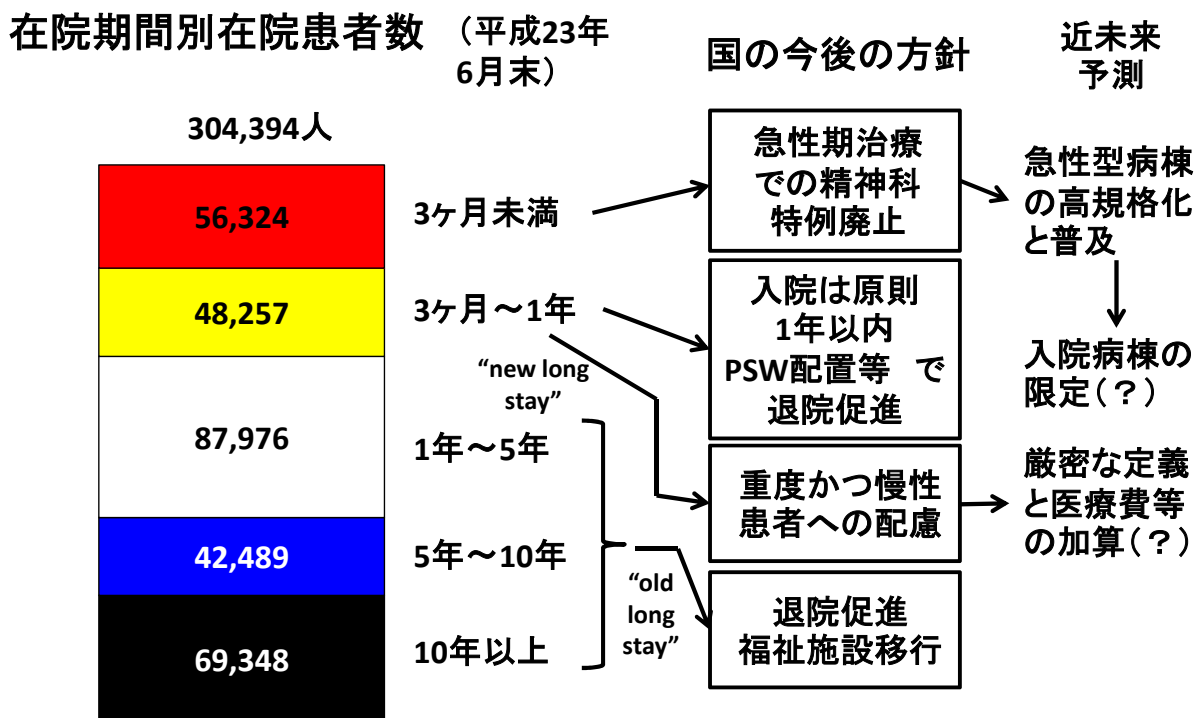 在院期間別在院患者数
（平成23年
6月末）
国の今後の方針
近未来
予測
304,394人
56,324
48,257
87,976
42,489
69,348
3ヶ月未満
3ヶ月～1年
“new long
stay”
1年～5年
5年～10年
“old
long
stay”
10年以上
急性期治療
での精神科
特例廃止
入院は原則
1年以内
PSW配置等　で
退院促進
重度かつ慢性
患者への配慮
退院促進
福祉施設移行
急性型病棟
の高規格化
と普及
入院病棟の
限定（？）
厳密な定義
と医療費等
の加算（？）